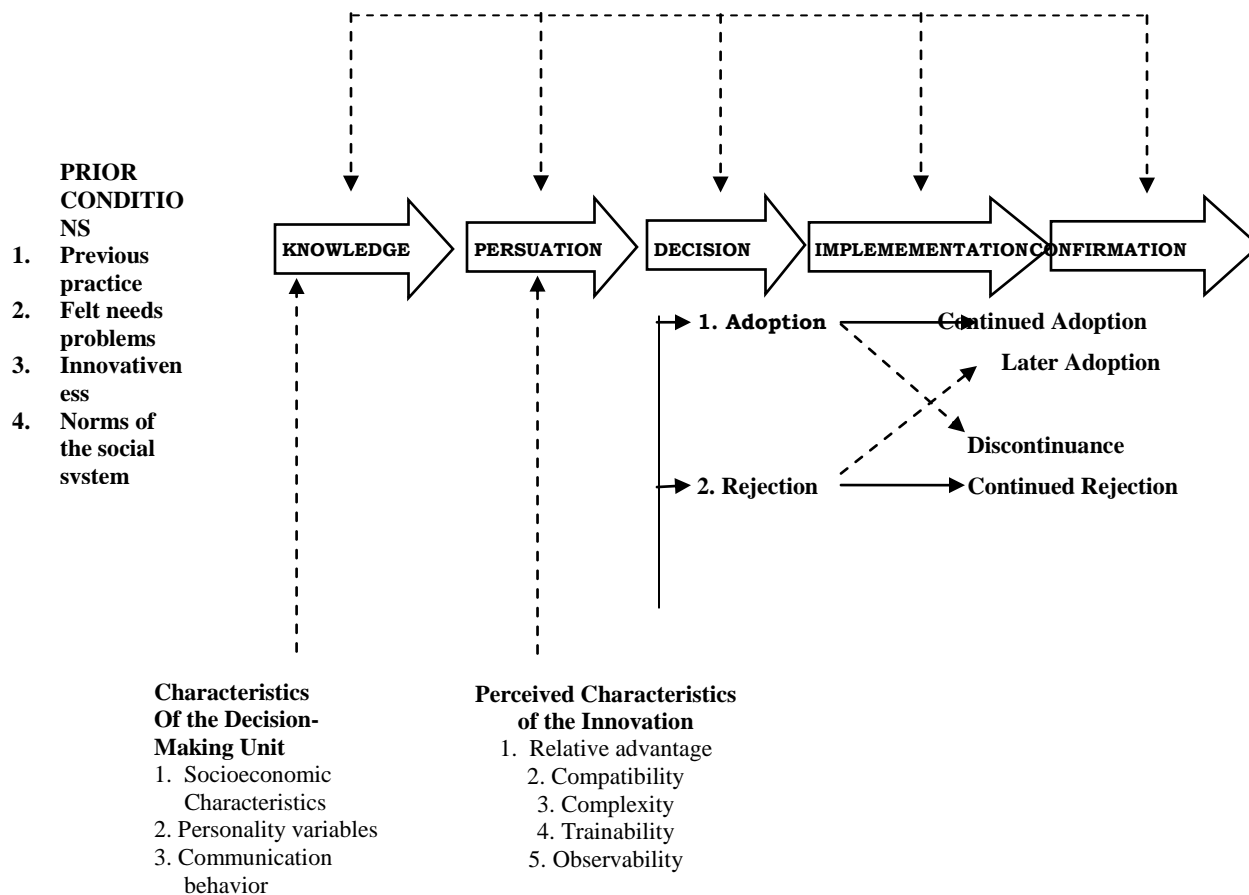 PRIOR
CONDITIO
NS
1. Previous
practice
2. Felt needs
problems
3. Innovativen
ess
4. Norms of
the social
system
KNOWLEDGE
PERSUATION
DECISION
IMPLEMEMENTATION
CONFIRMATION
1. Adoption
Continued Adoption
Later Adoption
Discontinuance
2. Rejection
Continued Rejection
Characteristics
Of the Decision-
Making Unit
1. Socioeconomic
Characteristics
2. Personality variables
3. Communication
behavior
Perceived Characteristics
of the Innovation
1. Relative advantage
2. Compatibility
3. Complexity
4. Trainability
5. Observability